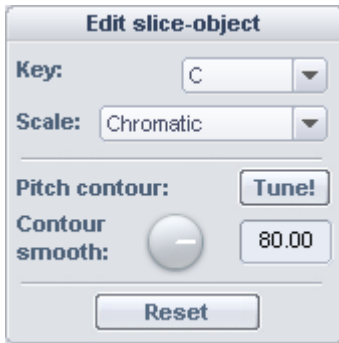 Edit slice-object
Key: C
Scale: Chromatic
Pitch contour: Tune!
Contour
smooth: 80.00
Reset